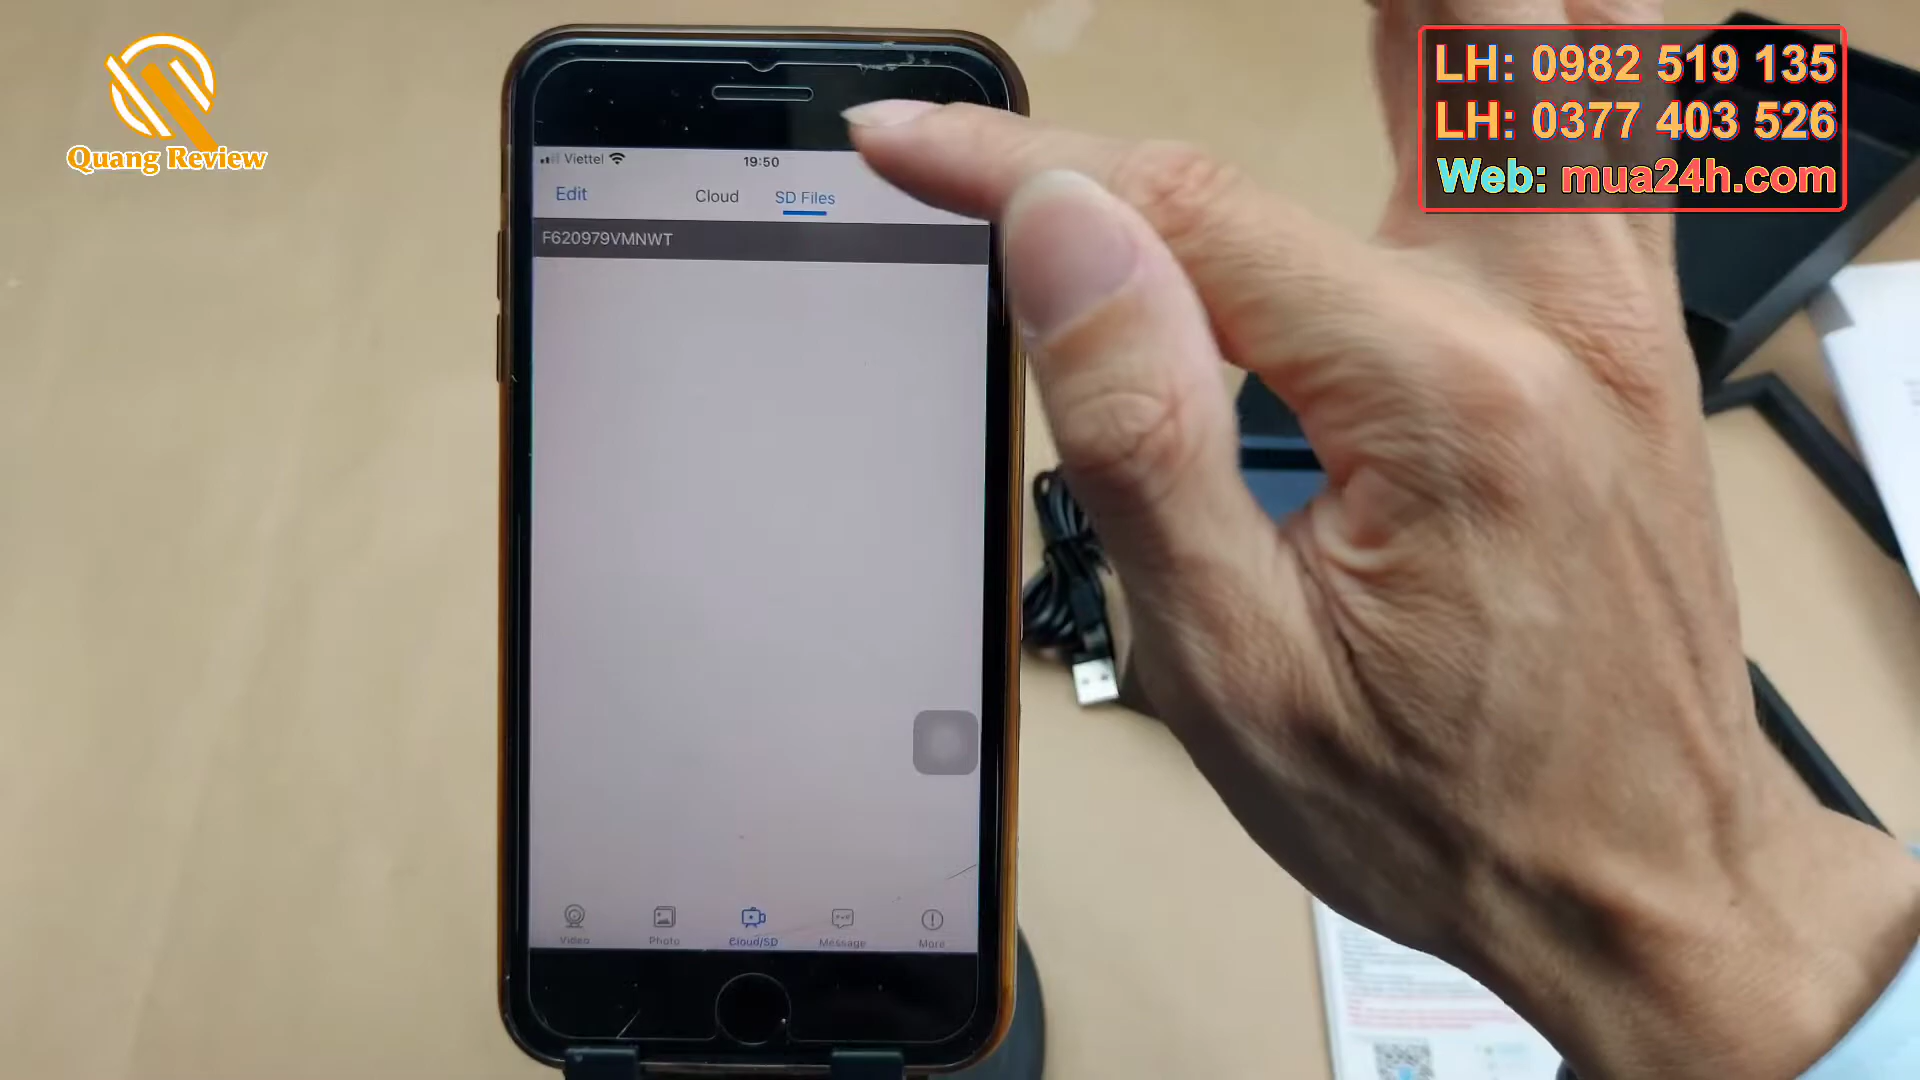 Quang Review
LH: 0982 519 135
LH: 0377 403 526
Web: mua24h.com
Viettel
19:50
Edit
Cloud
SD Files
F620979VMNWT
Video
Photo
Cloud/SD
Message
More